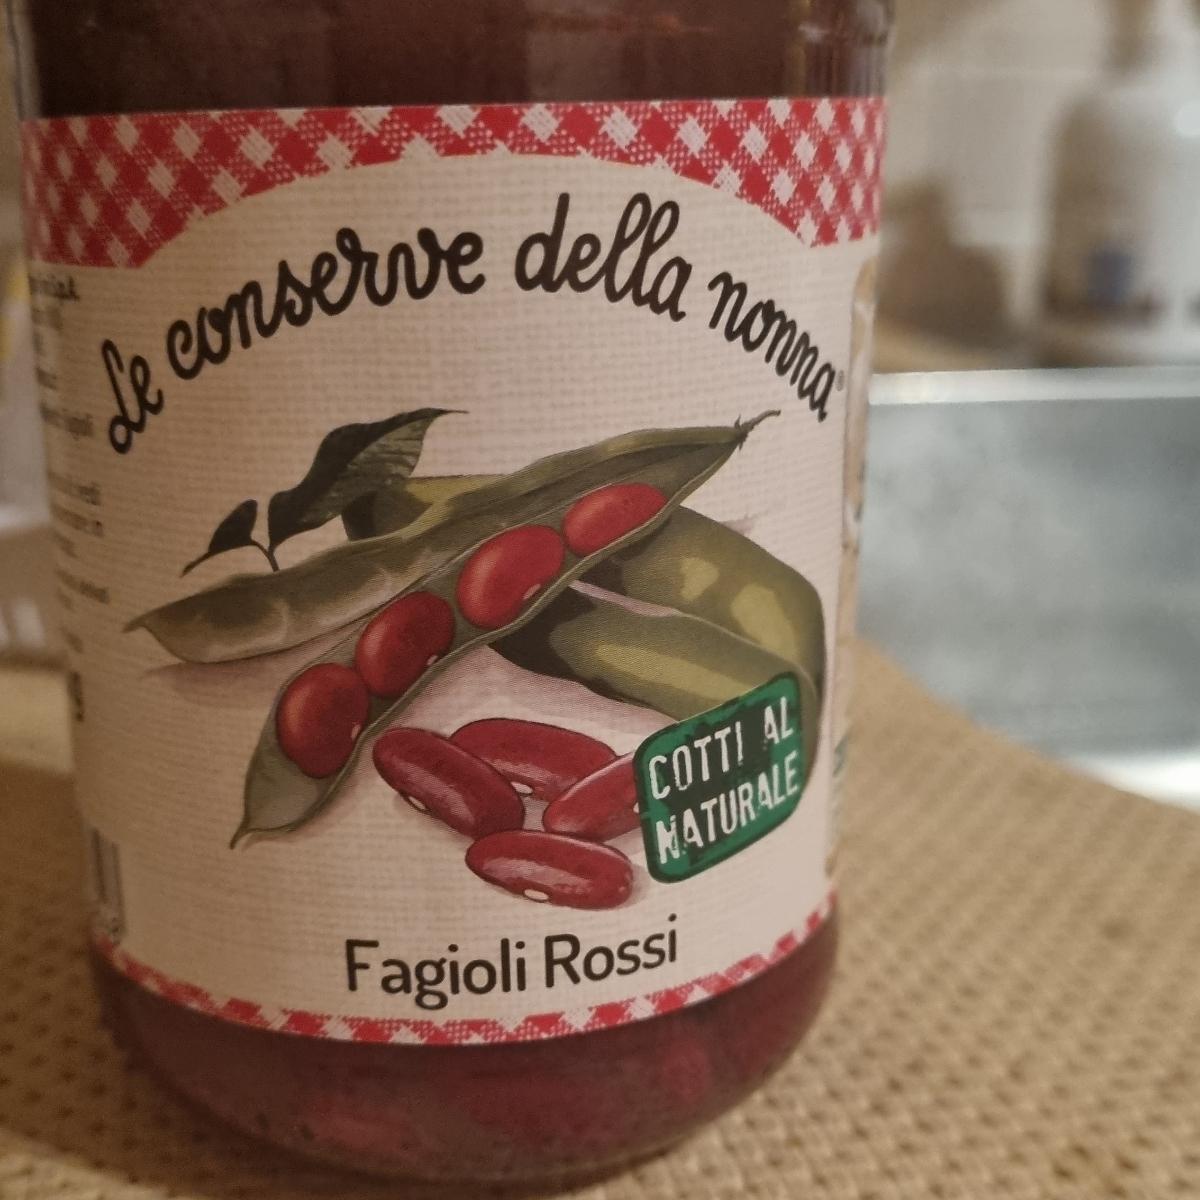 Le conserve della nonna
COTTI AL
NATURALE
Fagioli Rossi